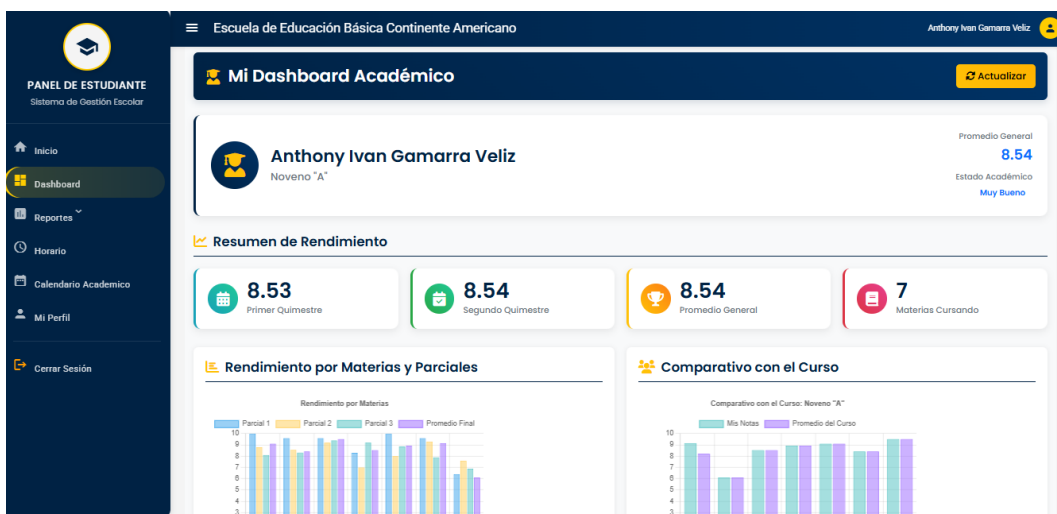 PANEL DE ESTUDIANTE
Sistema de Gestión Escolar
Inicio
Dashboard
Reportes
Horario
Calendario Academico
Mi Perfil
Cerrar Sesión
Escuela de Educación Básica Continente Americano
Anthony Ivan Gamarra Veliz
Mi Dashboard Académico
Actualizar
Anthony Ivan Gamarra Veliz
Noveno "A"
Promedio General
8.54
Estado Académico
Muy Bueno
Resumen de Rendimiento
8.53
Primer Quimestre
8.54
Segundo Quimestre
8.54
Promedio General
7
Materias Cursando
Rendimiento por Materias y Parciales
Rendimiento por Materias
Parcial 1 Parcial 2 Parcial 3 Promedio Final
10
9
8
7
6
5
4
3
Comparativo con el Curso
Comparativo con el Curso: Noveno "A"
Mis Notas Promedio del Curso
10
9
8
7
6
5
4
3